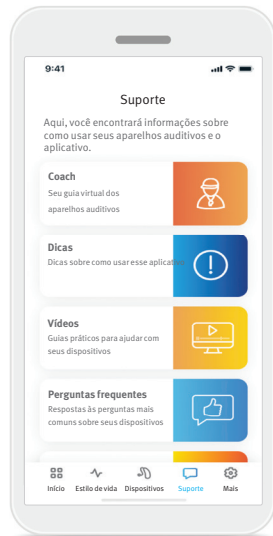 9:41
Suporte
Aqui, você encontrará informações sobre
como usar seus aparelhos auditivos e o
aplicativo.
Coach
Seu guia virtual dos
aparelhos auditivos
Dicas
Dicas sobre como usar esse aplicativo
Vídeos
Guias práticos para ajudar com
seus dispositivos
Perguntas frequentes
Respostas às perguntas mais
comuns sobre seus dispositivos
Início Estilo de vida Dispositivos Suporte Mais